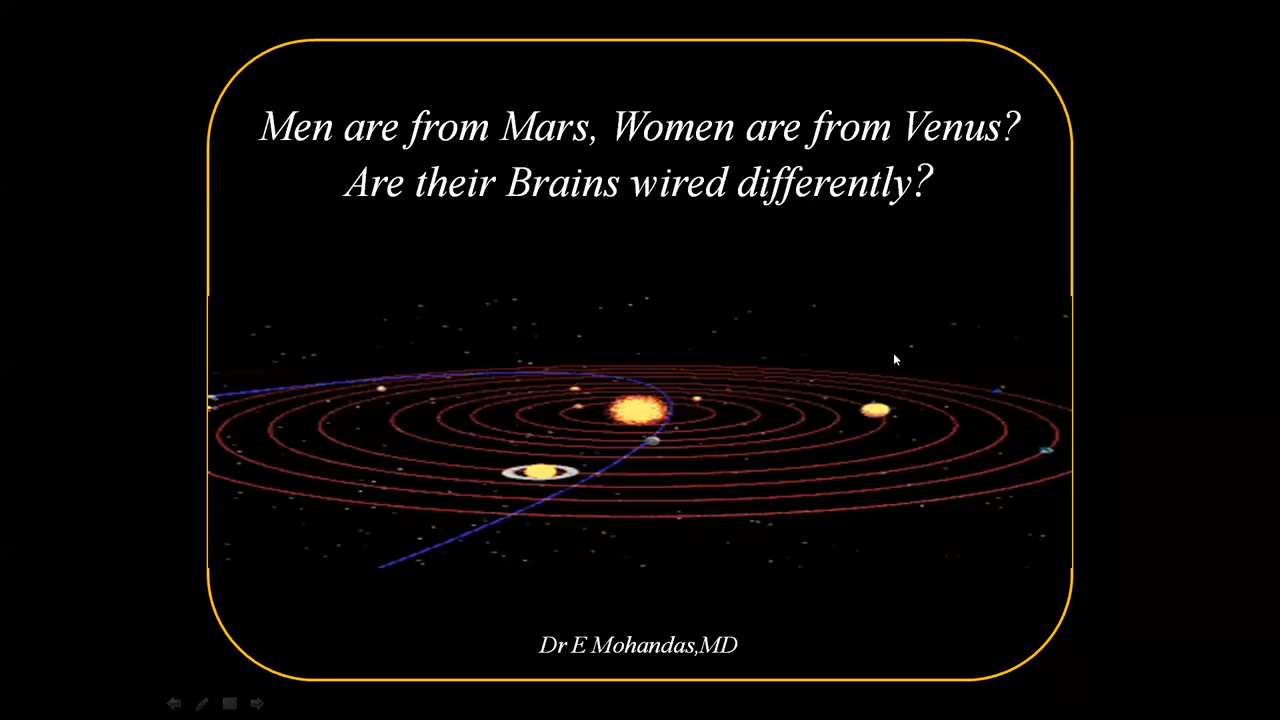 Men are from Mars, Women are from Venus?
Are their Brains wired differently?
Dr E Mohandas,MD